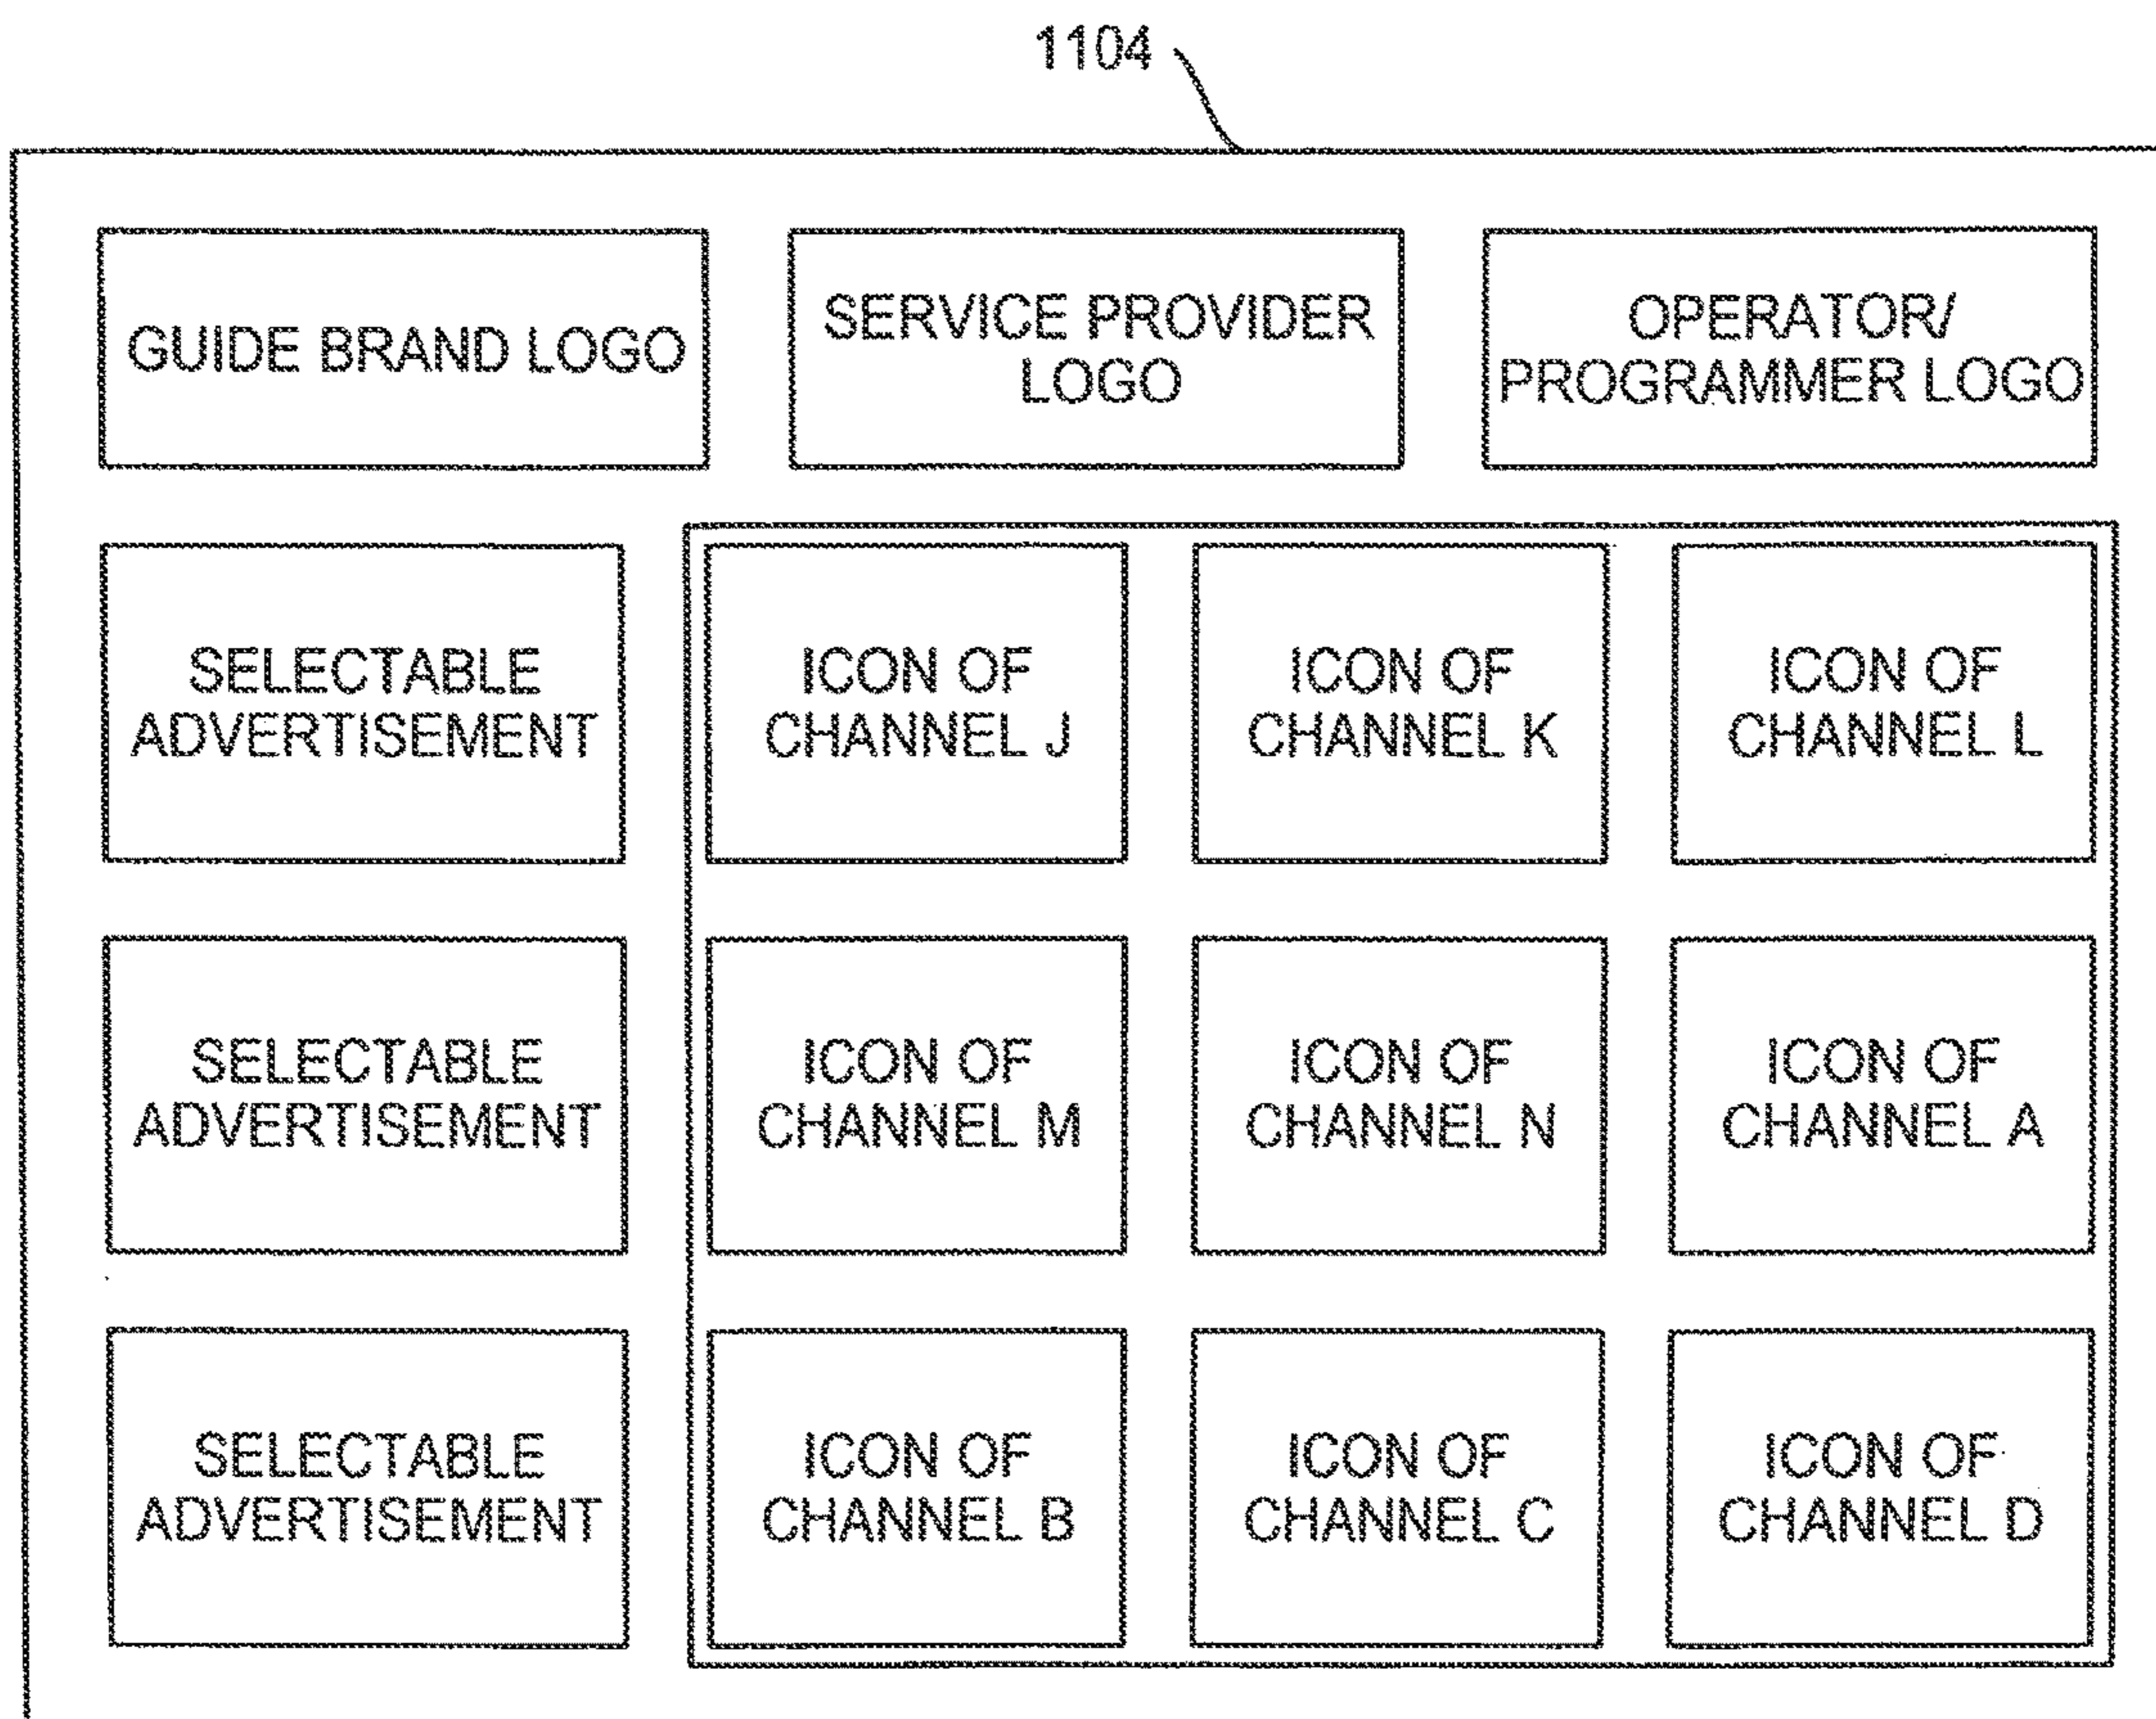 1104
GUIDE BRAND LOGO
SERVICE PROVIDER
LOGO
OPERATOR/
PROGRAMMER LOGO
SELECTABLE
ADVERTISEMENT
ICON OF
CHANNEL J
ICON OF
CHANNEL K
ICON OF
CHANNEL L
SELECTABLE
ADVERTISEMENT
ICON OF
CHANNEL M
ICON OF
CHANNEL N
ICON OF
CHANNEL A
SELECTABLE
ADVERTISEMENT
ICON OF
CHANNEL B
ICON OF
CHANNEL C
ICON OF
CHANNEL D